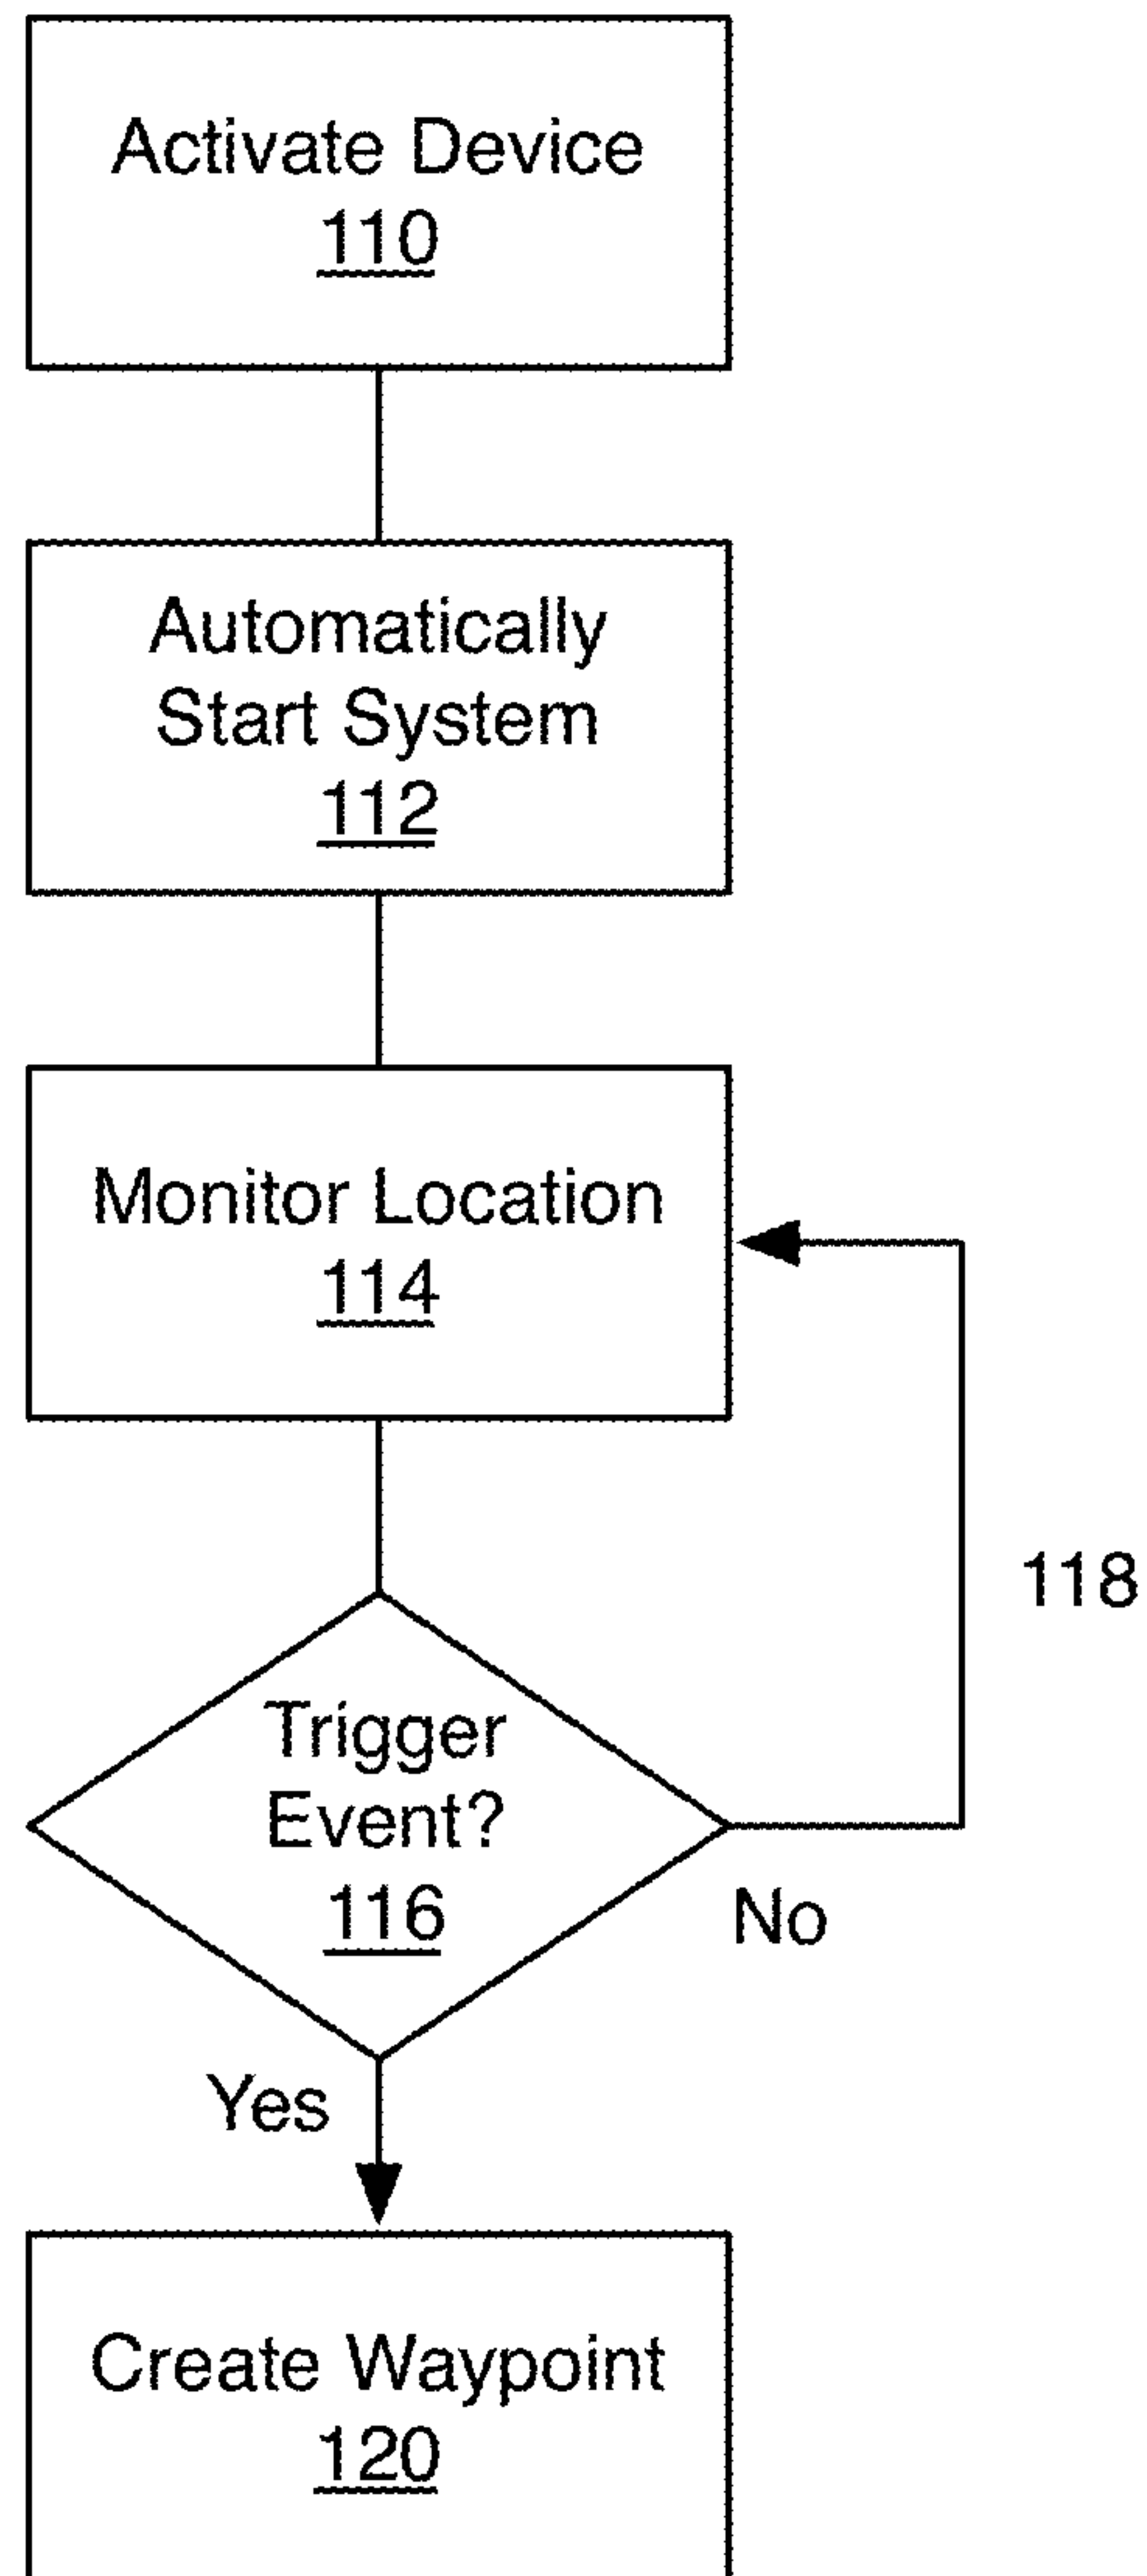 Activate Device
110
Automatically
Start System
112
Monitor Location
114
118
Trigger
Event?
116
No
Yes
Create Waypoint
120